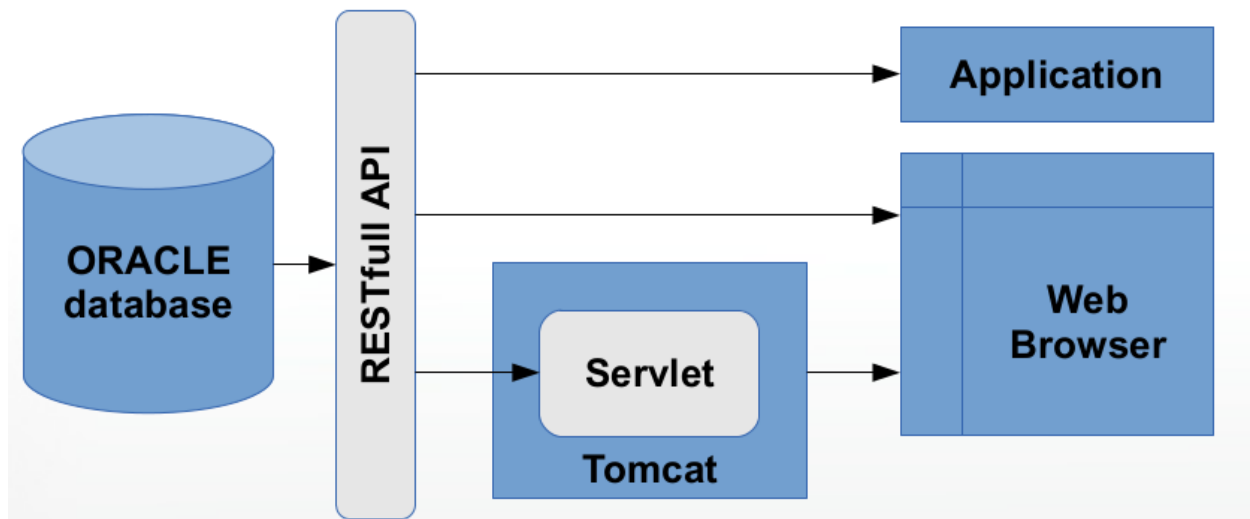 ORACLE
database
RESTfull API
Application
Web
Browser
Servlet
Tomcat